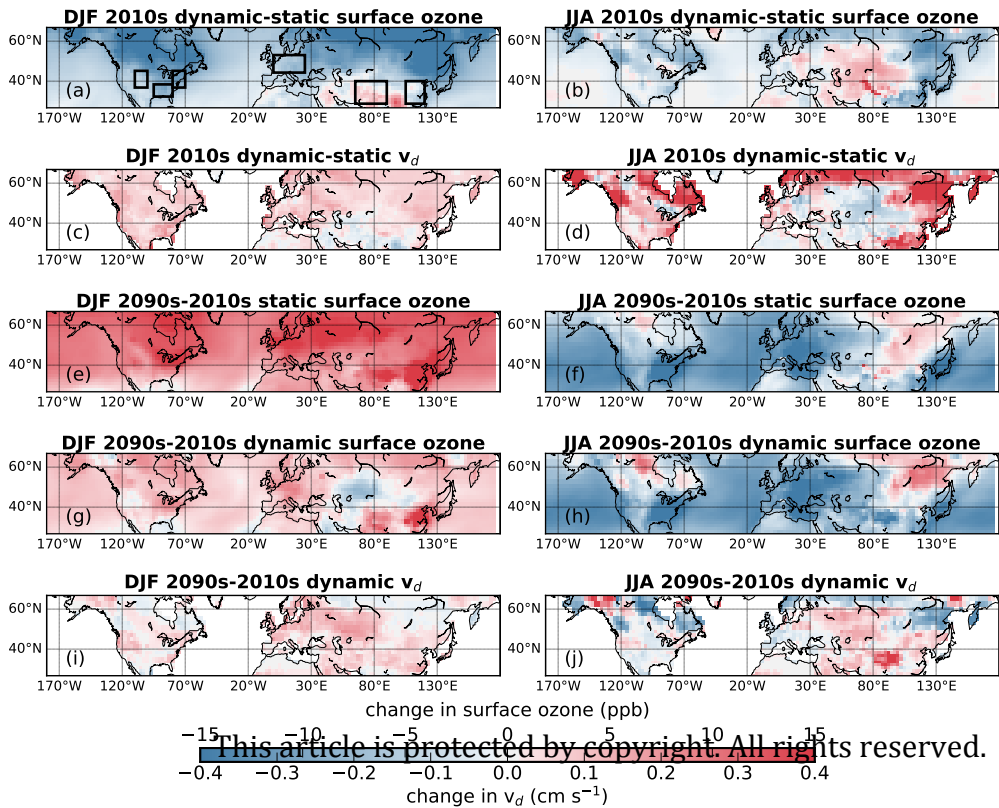 DJF 2010s dynamic-static surface ozone
JJA 2010s dynamic-static surface ozone
60°N
40°N
(a)
170°W 120°W 70°W 20°W 30°E 80°E 130°E
60°N
40°N
(b)
170°W 120°W 70°W 20°W 30°E 80°E 130°E
DJF 2010s dynamic-static v_d
JJA 2010s dynamic-static v_d
60°N
40°N
(c)
170°W 120°W 70°W 20°W 30°E 80°E 130°E
60°N
40°N
(d)
170°W 120°W 70°W 20°W 30°E 80°E 130°E
DJF 2090s-2010s static surface ozone
JJA 2090s-2010s static surface ozone
60°N
40°N
(e)
170°W 120°W 70°W 20°W 30°E 80°E 130°E
60°N
40°N
(f)
170°W 120°W 70°W 20°W 30°E 80°E 130°E
DJF 2090s-2010s dynamic surface ozone
JJA 2090s-2010s dynamic surface ozone
60°N
40°N
(g)
170°W 120°W 70°W 20°W 30°E 80°E 130°E
60°N
40°N
(h)
170°W 120°W 70°W 20°W 30°E 80°E 130°E
DJF 2090s-2010s dynamic v_d
JJA 2090s-2010s dynamic v_d
60°N
40°N
(i)
170°W 120°W 70°W 20°W 30°E 80°E 130°E
60°N
40°N
(j)
170°W 120°W 70°W 20°W 30°E 80°E 130°E
change in surface ozone (ppb)
−15 −10 −5 0 5 10 15
This article is protected by copyright. All rights reserved.
−0.4 −0.3 −0.2 −0.1 0.0 0.1 0.2 0.3 0.4
change in v_d (cm s⁻¹)